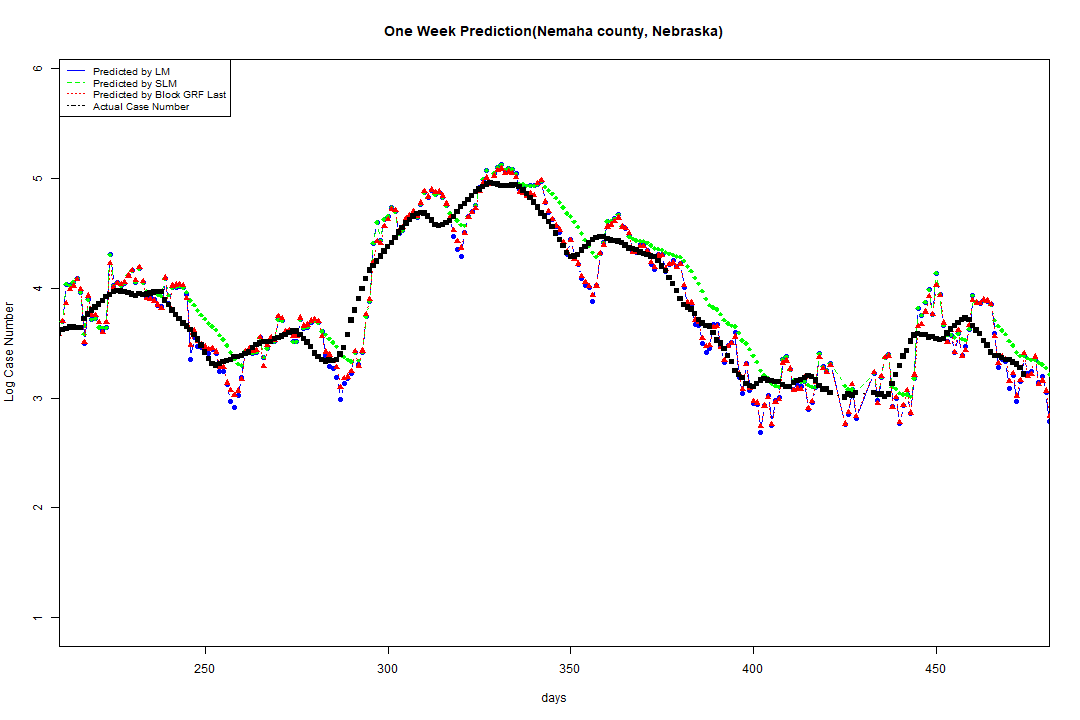 One Week Prediction(Nemaha county, Nebraska)
Predicted by LM
Predicted by SLM
Predicted by Block GRF Last
Actual Case Number
6
5
4
3
2
1
Log Case Number
250 300 350 400 450
days